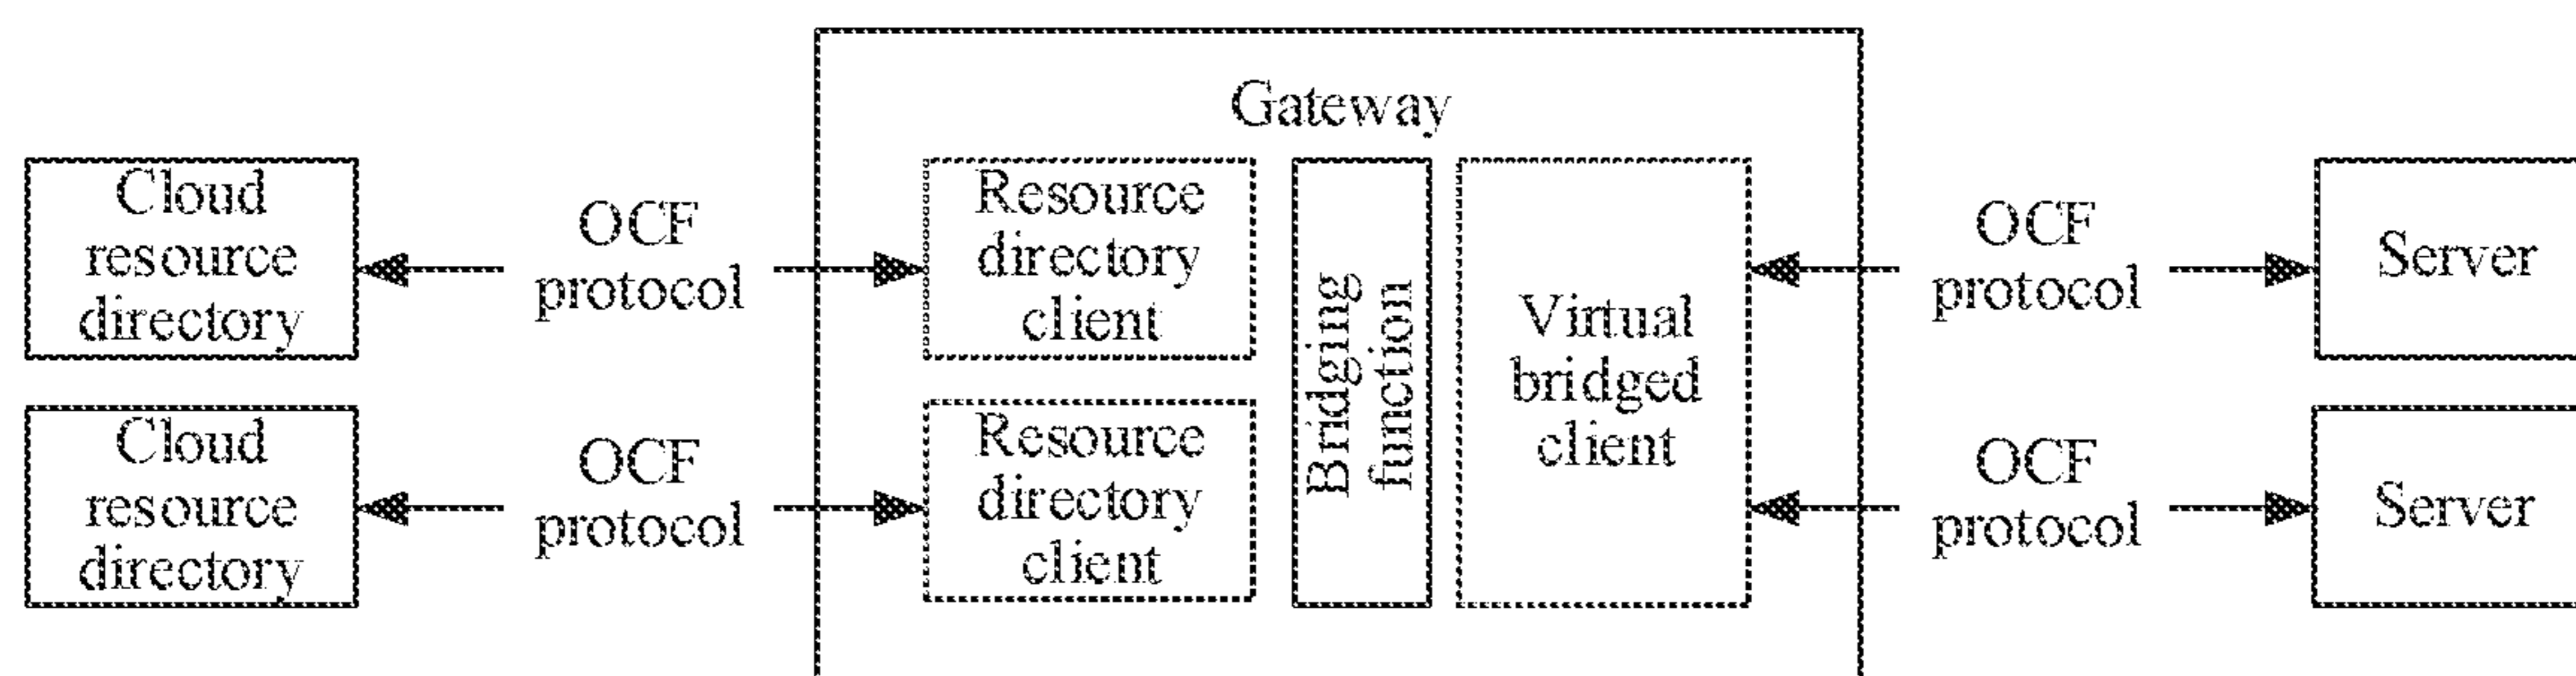 Gateway
Cloud
resource
directory
OCF
protocol
Resource
directory
client
Bridging
function
Virtual
bridged
client
OCF
protocol
Server
Cloud
resource
directory
OCF
protocol
Resource
directory
client
OCF
protocol
Server